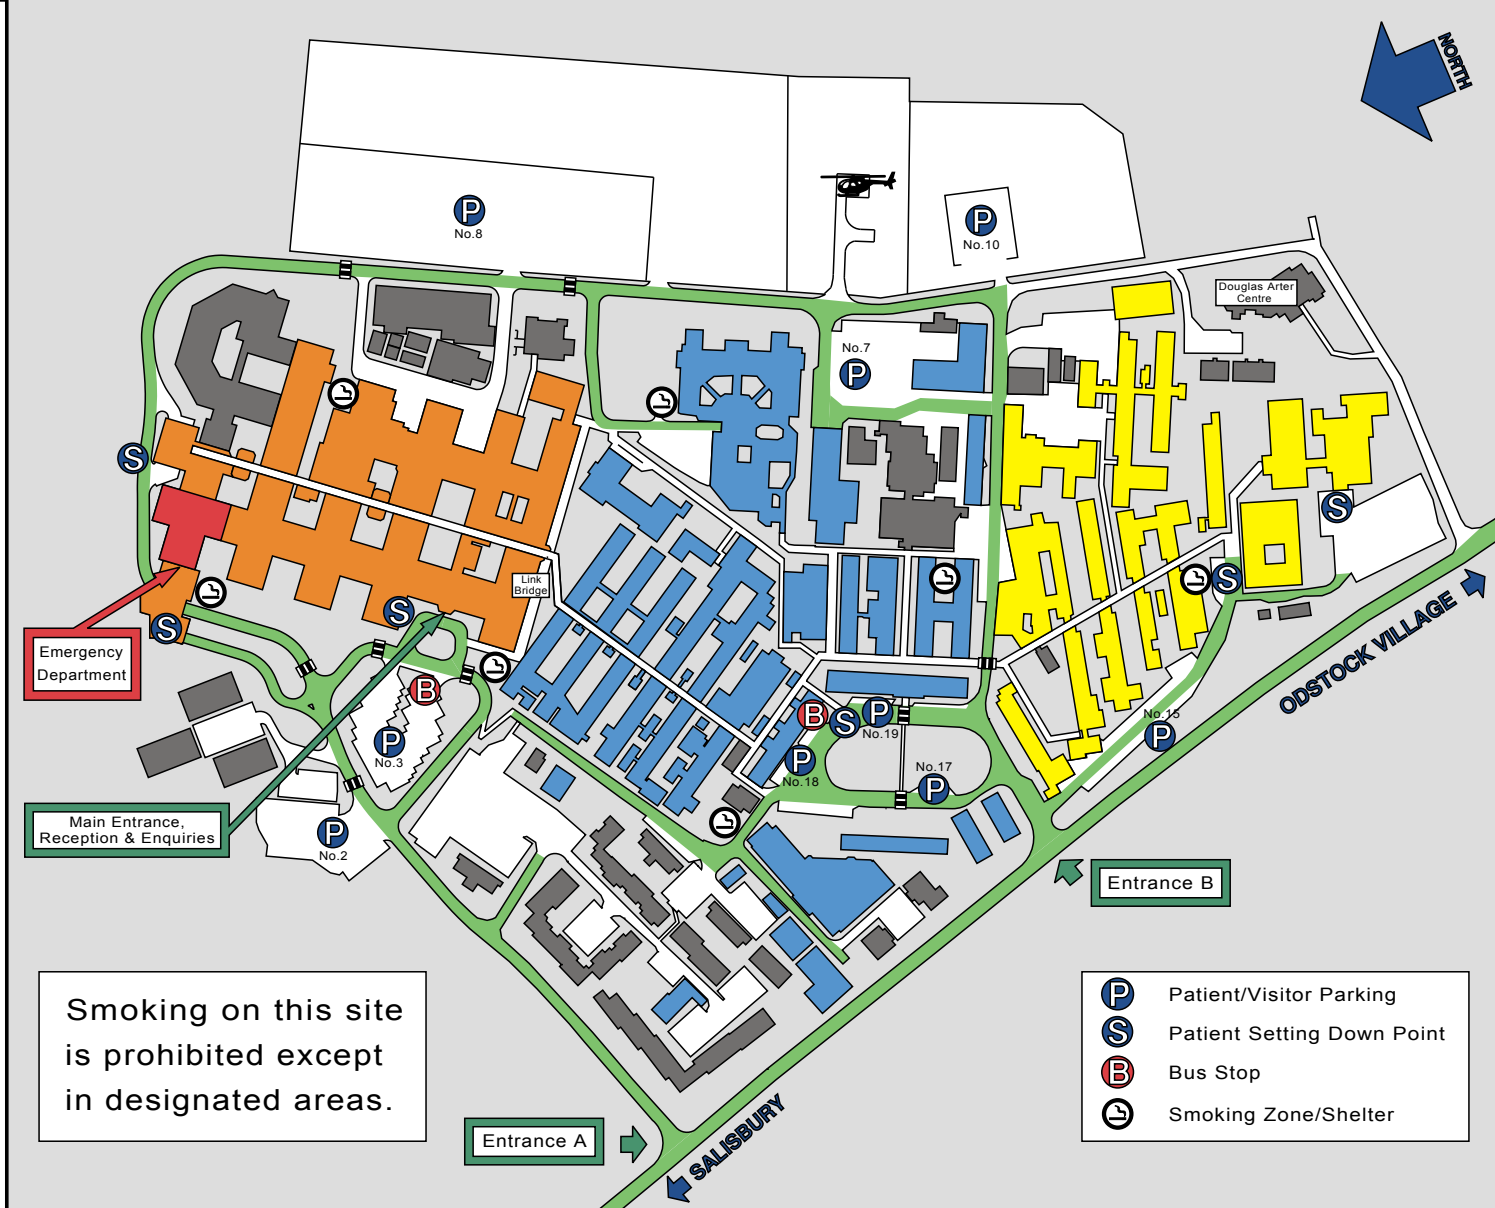 NORTH
P
No.8
P
No.10
Douglas Arter
Centre
No.7
P
S
S
Link
Bridge
S
S
S
Emergency
Department
B
P
No.3
B
S
P
No.19
P
No.18
No.17
P
No.15
P
ODSTOCK VILLAGE
Main Entrance,
Reception & Enquiries
P
No.2
Entrance B
Smoking on this site
is prohibited except
in designated areas.
P Patient/Visitor Parking
S Patient Setting Down Point
B Bus Stop
Smoking Zone/Shelter
Entrance A
SALISBURY